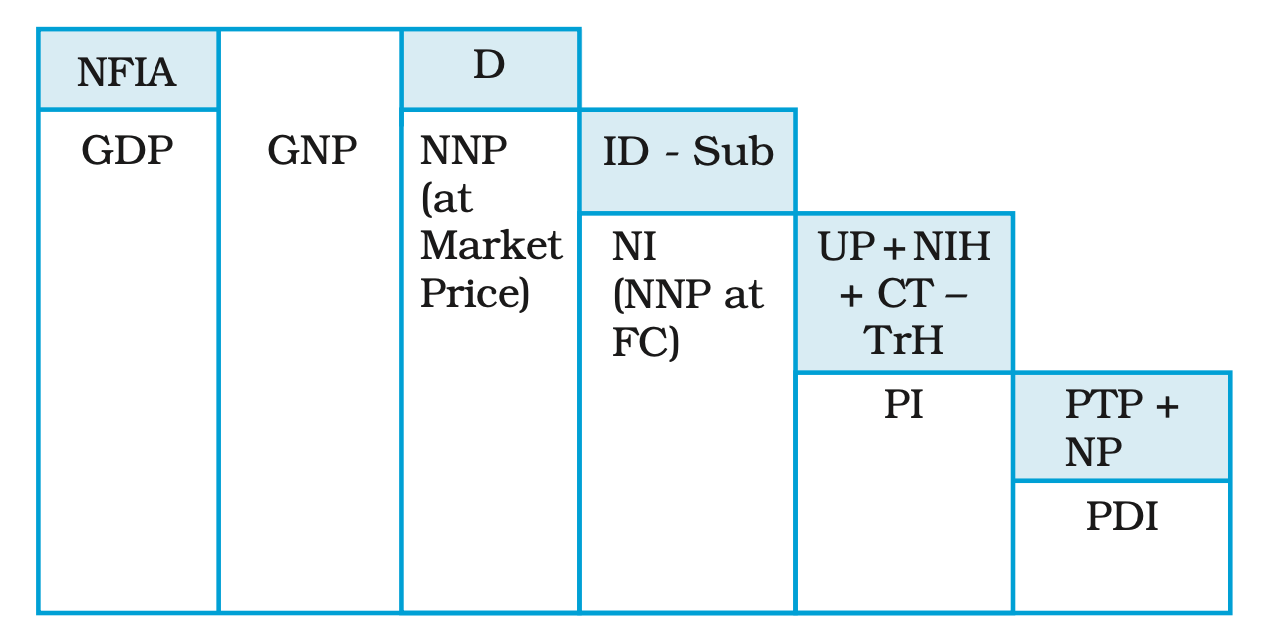 NFIA
GDP
GNP
D
NNP
(at
Market
Price)
ID - Sub
NI
(NNP at
FC)
UP + NIH
+ CT –
TrH
PI
PTP +
NP
PDI